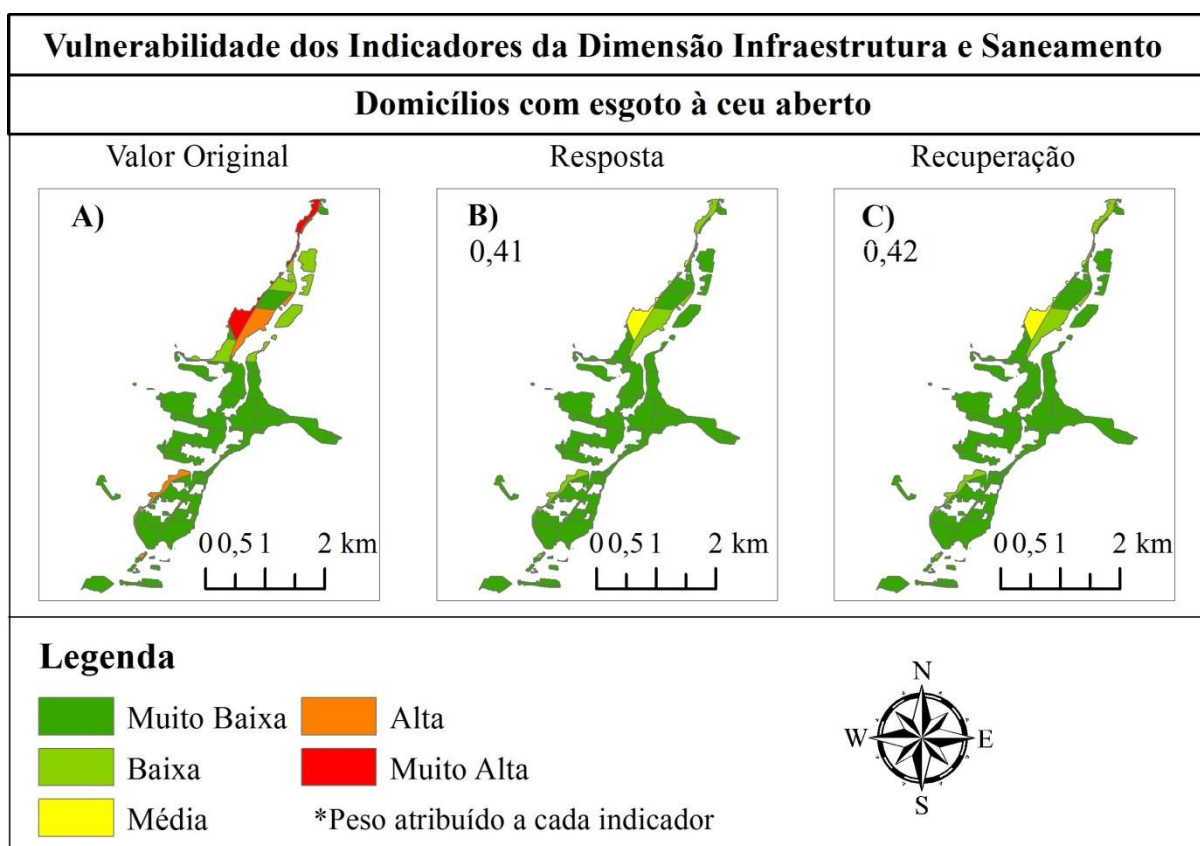 Vulnerabilidade dos Indicadores da Dimensão Infraestrutura e Saneamento
Domicílios com esgoto à ceu aberto
Valor Original
Resposta
Recuperação
A)
B)
0,41
C)
0,42
0 0,5 1 2 km
0 0,5 1 2 km
0 0,5 1 2 km
Legenda
Muito Baixa
Alta
Baixa
Muito Alta
Média
*Peso atribuído a cada indicador
N
W
E
S